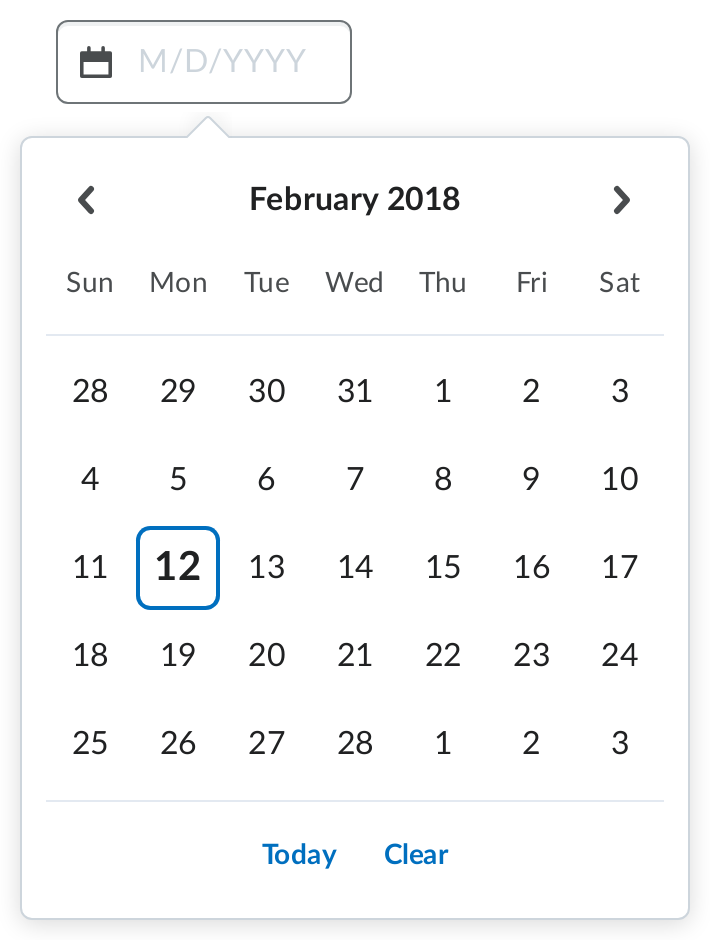 M/D/YYYY
February 2018
Sun Mon Tue Wed Thu Fri Sat
28 29 30 31 1 2 3
4 5 6 7 8 9 10
11 12 13 14 15 16 17
18 19 20 21 22 23 24
25 26 27 28 1 2 3
Today Clear